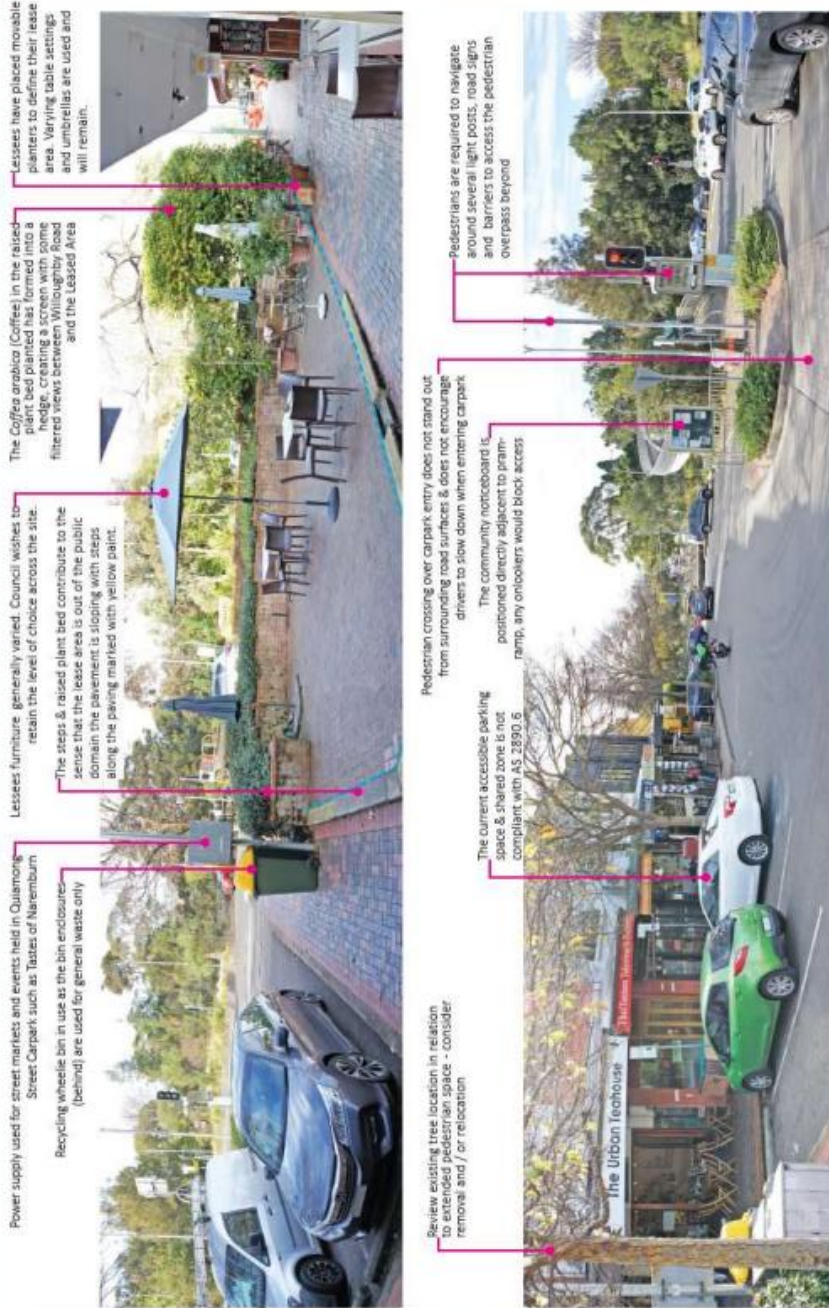 Power supply used for street markets and events held in Quiamong
Street Carpark such as Tastes of Naremburn
Recycling wheelie bin in use as the bin enclosures
(behind) are used for general waste only
Lessees furniture generally varied. Council wishes to
retain the level of choice across the site.
The steps & raised plant bed contribute to the
sense that the lease area is out of the public
domain the pavement is sloping with steps
along the paving marked with yellow paint.
The Coffea arabica (Coffee) in the raised
plant bed planted has formed into a
hedge, creating a screen with some
filtered views between Willoughby Road
and the Leased Area
Lessees have placed movable
planters to define their lease
area. Varying table settings
and umbrellas are used and
will remain.
Review existing tree location in relation
to extended pedestrian space - consider
removal and / or relocation
The current accessible parking
space & shared zone is not
compliant with AS 2890.6
Pedestrian crossing over carpark entry does not stand out
from surrounding road surfaces & does not encourage
drivers to slow down when entering carpark
The community noticeboard is
positioned directly adjacent to pram-
ramp, any onlookers would block access
Pedestrians are required to navigate
around several light posts, road signs
and barriers to access the pedestrian
overpass beyond
The Urban Teahouse